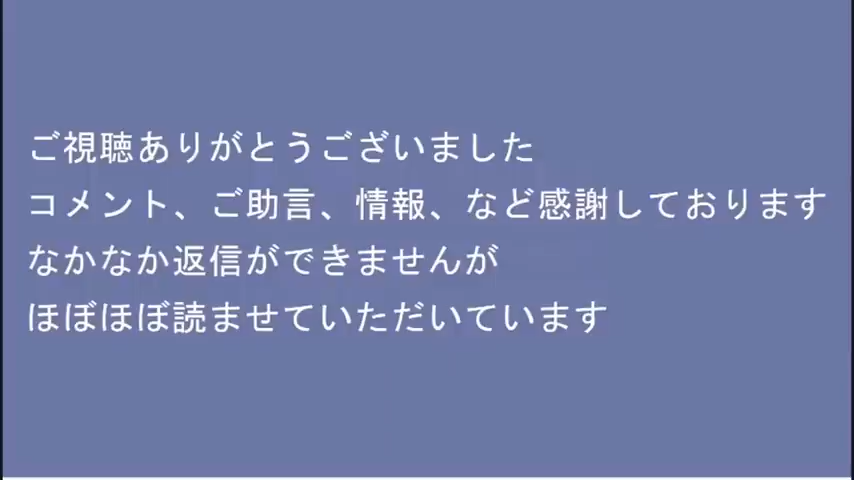 ご視聴ありがとうございました
コメント、ご助言、情報、など感謝しております
なかなか返信ができませんが
ほぼほぼ読ませていただいています